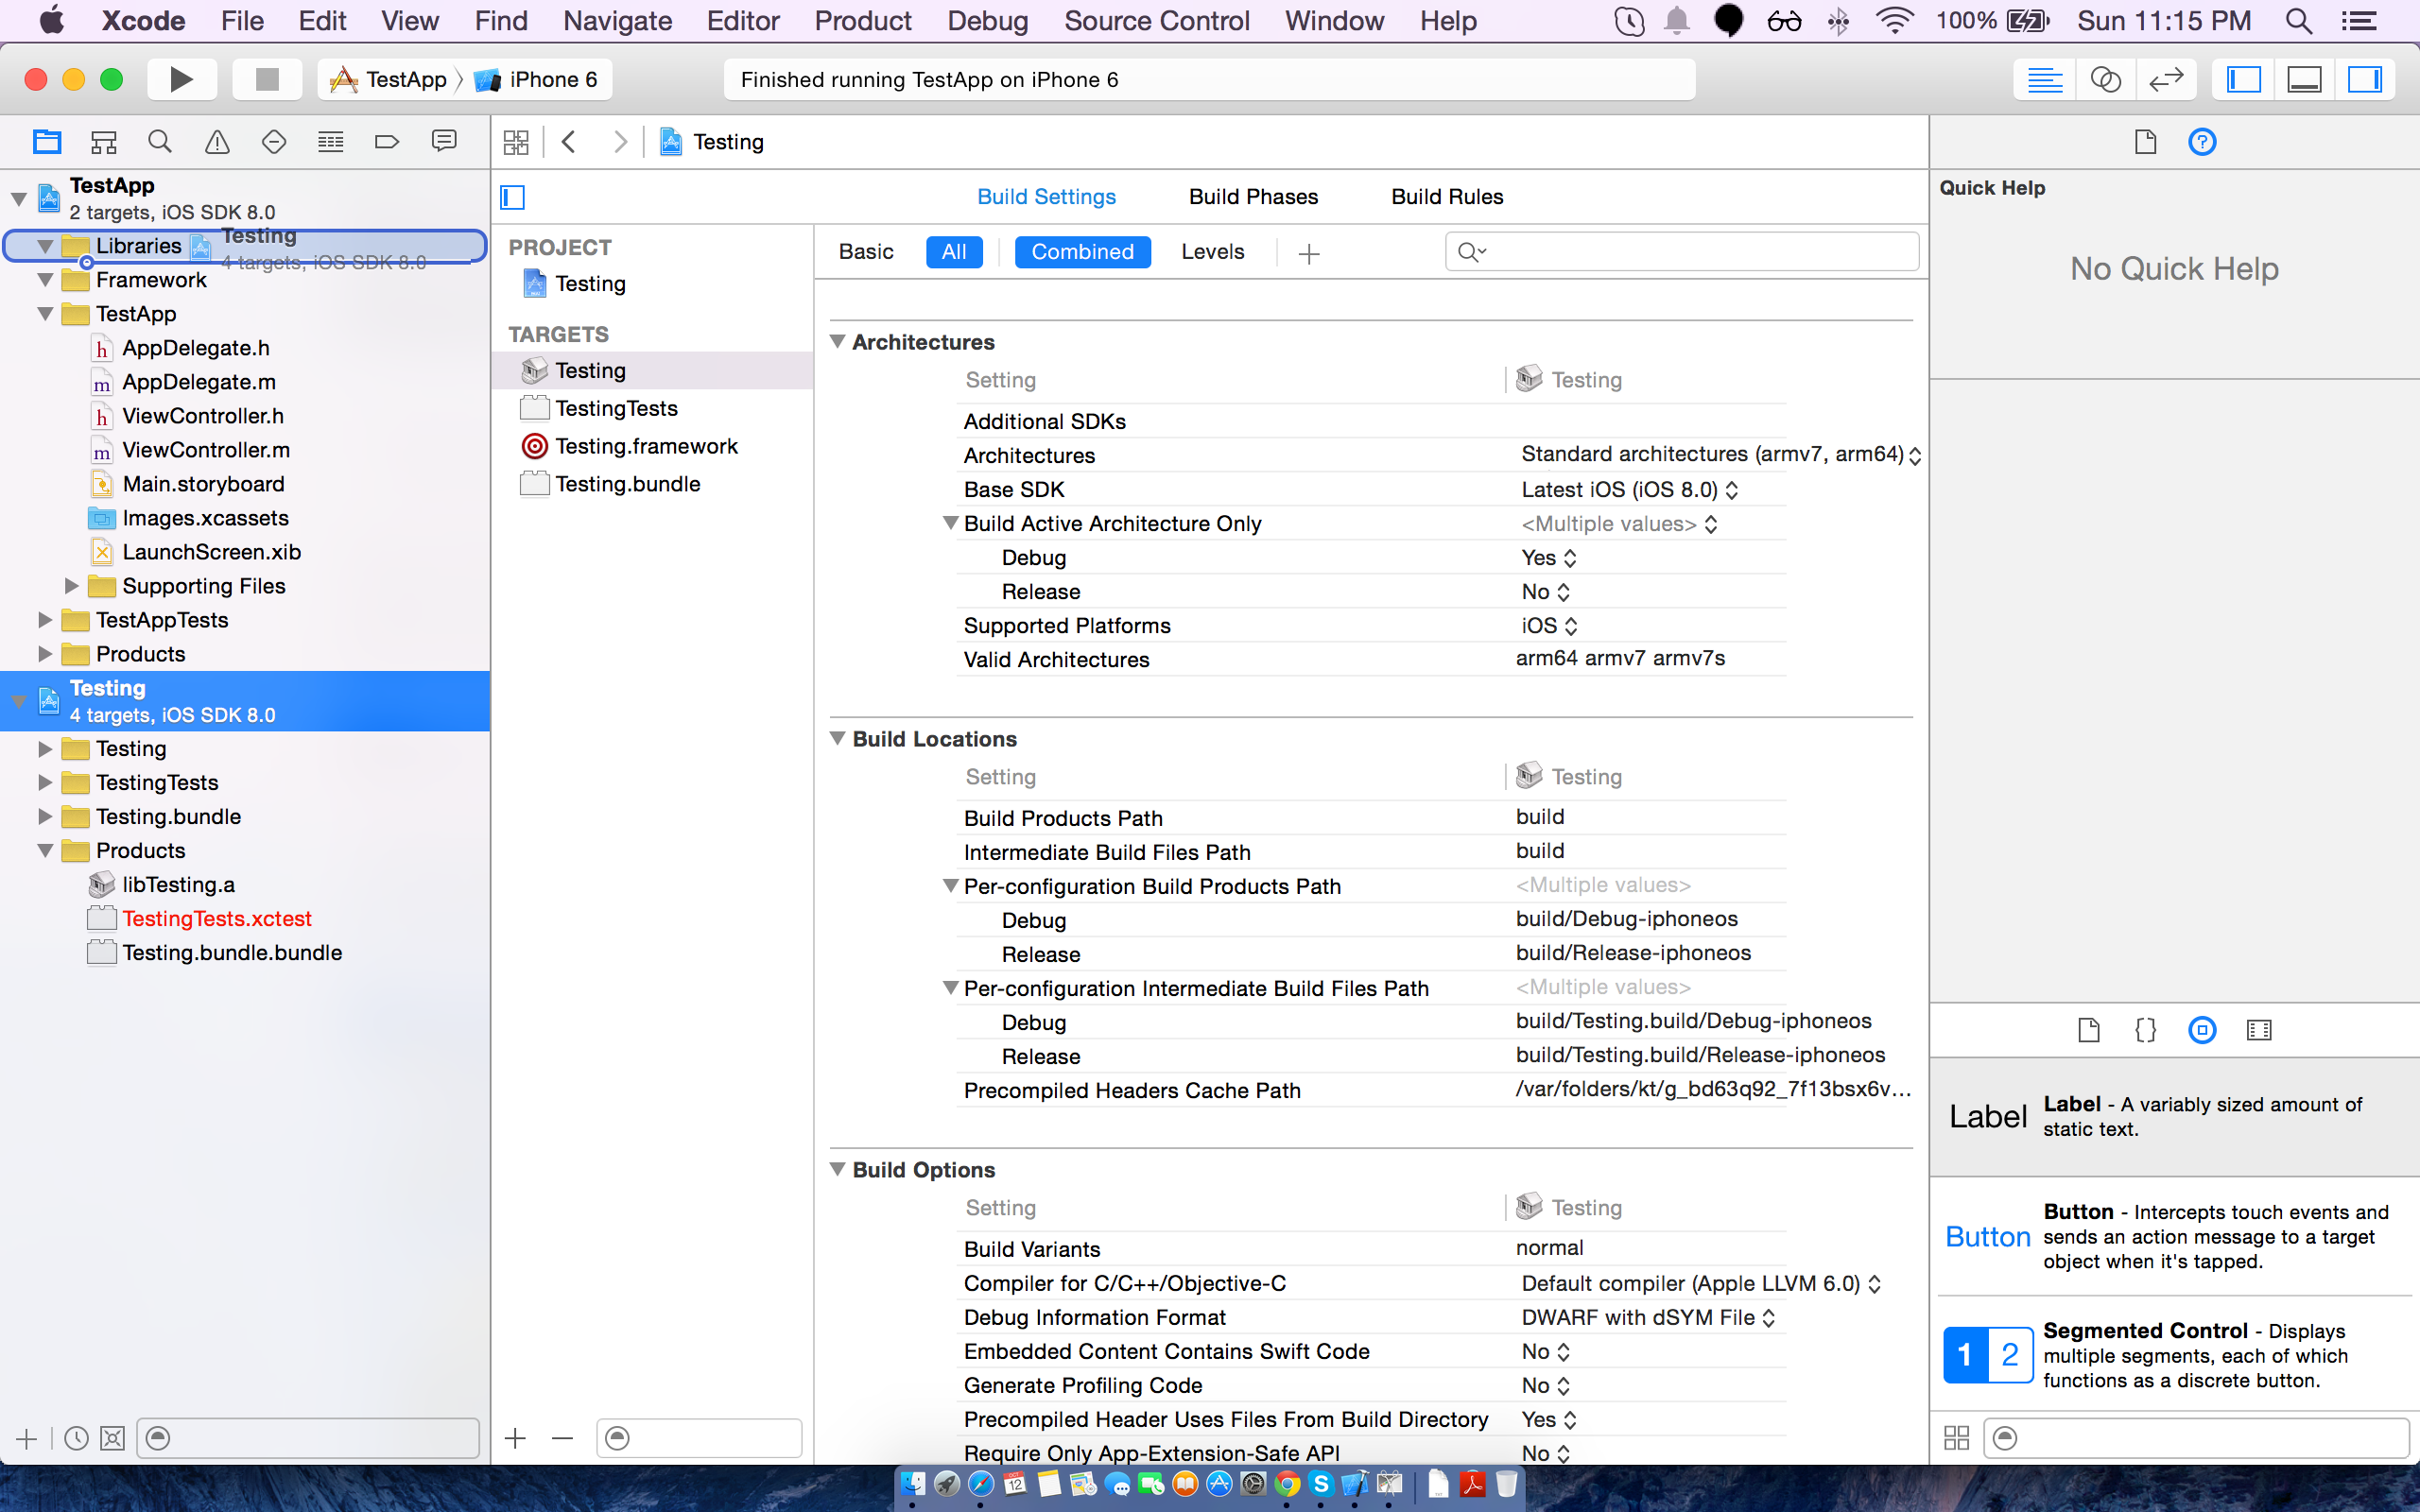 Xcode File Edit View Find Navigate Editor Product Debug Source Control Window Help 100% Sun 11:15 PM
TestApp iPhone 6 Finished running TestApp on iPhone 6
Testing
TestApp
2 targets, iOS SDK 8.0
Libraries
Testing
4 targets, iOS SDK 8.0
Framework
TestApp
AppDelegate.h
AppDelegate.m
ViewController.h
ViewController.m
Main.storyboard
Images.xcassets
LaunchScreen.xib
Supporting Files
TestAppTests
Products
Testing
4 targets, iOS SDK 8.0
Testing
TestingTests
Testing.bundle
Products
libTesting.a
TestingTests.xctest
Testing.bundle.bundle
Build Settings Build Phases Build Rules
PROJECT
Testing
TARGETS
Testing
TestingTests
Testing.framework
Testing.bundle
Basic All Combined Levels
Architectures
Setting Testing
Additional SDKs
Architectures Standard architectures (armv7, arm64)
Base SDK Latest iOS (iOS 8.0)
Build Active Architecture Only <Multiple values>
Debug Yes
Release No
Supported Platforms iOS
Valid Architectures arm64 armv7 armv7s
Build Locations
Setting Testing
Build Products Path build
Intermediate Build Files Path build
Per-configuration Build Products Path <Multiple values>
Debug build/Debug-iphoneos
Release build/Release-iphoneos
Per-configuration Intermediate Build Files Path <Multiple values>
Debug build/Testing.build/Debug-iphoneos
Release build/Testing.build/Release-iphoneos
Precompiled Headers Cache Path /var/folders/kt/g_bd63q92_7f13bsx6v...
Build Options
Setting Testing
Build Variants normal
Compiler for C/C++/Objective-C Default compiler (Apple LLVM 6.0)
Debug Information Format DWARF with dSYM File
Embedded Content Contains Swift Code No
Generate Profiling Code No
Precompiled Header Uses Files From Build Directory Yes
Require Only App-Extension-Safe API No
Quick Help
No Quick Help
Label Label - A variably sized amount of
static text.
Button Button - Intercepts touch events and
sends an action message to a target
object when it's tapped.
1 2 Segmented Control - Displays
multiple segments, each of which
functions as a discrete button.